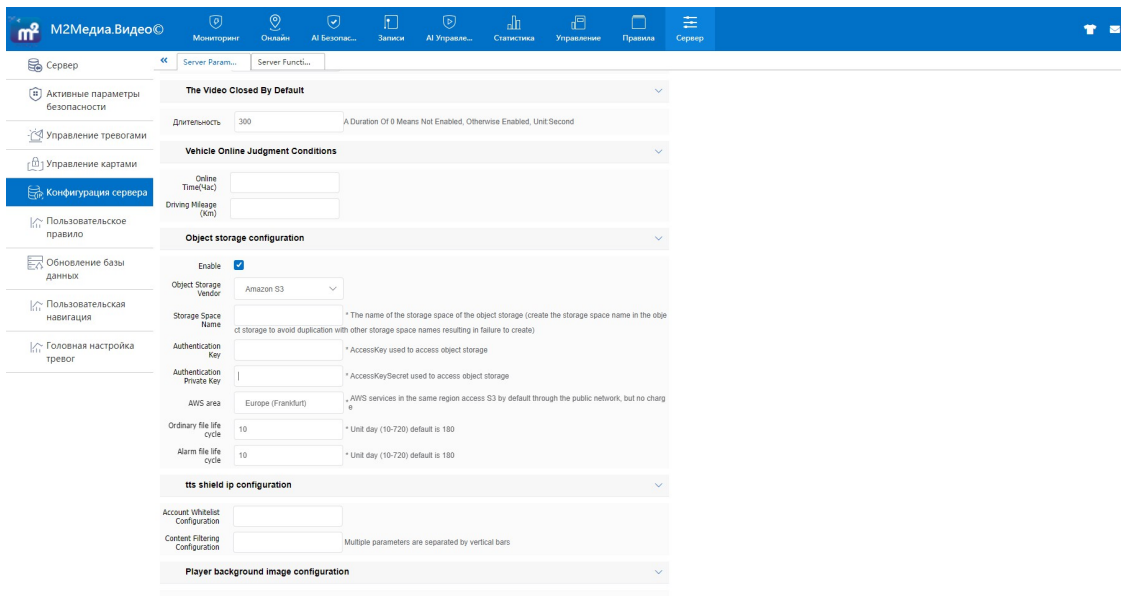 m²
М2Медиа.Видео©
Мониторинг
Онлайн
AI Безопас...
Записи
AI Управле...
Статистика
Управление
Правила
Сервер
Сервер
Активные параметры
безопасности
Управление тревогами
Управление картами
Конфигурация сервера
Пользовательское
правило
Обновление базы
данных
Пользовательская
навигация
Головная настройка
тревог
«
Server Param...
Server Functi...
The Video Closed By Default
Длительность
300
A Duration Of 0 Means Not Enabled, Otherwise Enabled, Unit:Second
Vehicle Online Judgment Conditions
Online
Time(Час)
Driving Mileage
(Km)
Object storage configuration
Enable
Object Storage
Vendor
Amazon S3
Storage Space
Name
* The name of the storage space of the object storage (create the storage space name in the obje
ct storage to avoid duplication with other storage space names resulting in failure to create)
Authentication
Key
* AccessKey used to access object storage
Authentication
Private Key
* AccessKeySecret used to access object storage
AWS area
Europe (Frankfurt)
* AWS services in the same region access S3 by default through the public network, but no charg
e
Ordinary file life
cycle
10
* Unit day (10-720) default is 180
Alarm file life
cycle
10
* Unit day (10-720) default is 180
tts shield ip configuration
Account Whitelist
Configuration
Content Filtering
Configuration
Multiple parameters are separated by vertical bars
Player background image configuration